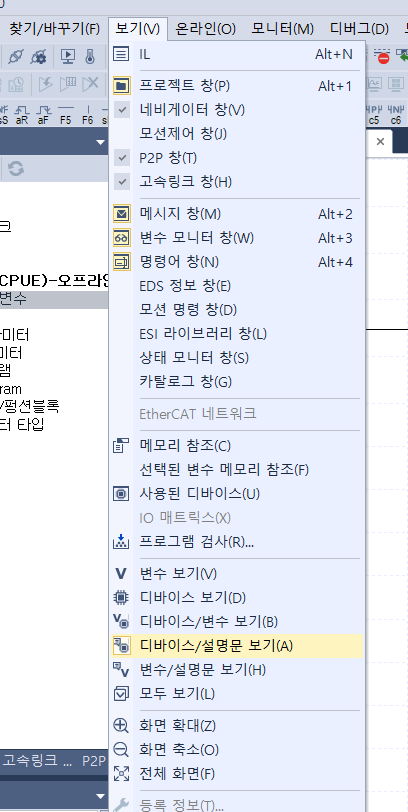 찾기/바꾸기(F) 보기(V) 온라인(O) 모니터(M) 디버그(D)
IL Alt+N
프로젝트 창(P) Alt+1
네비게이터 창(V)
모션제어 창(J)
P2P 창(T)
고속링크 창(H)
메시지 창(M) Alt+2
변수 모니터 창(W) Alt+3
명령어 창(N) Alt+4
EDS 정보 창(E)
모션 명령 창(D)
ESI 라이브러리 창(L)
상태 모니터 창(S)
카탈로그 창(G)
EtherCAT 네트워크
메모리 참조(C)
선택된 변수 메모리 참조(F)
사용된 디바이스(U)
IO 매트릭스(X)
프로그램 검사(R)...
변수 보기(V)
디바이스 보기(D)
디바이스/변수 보기(B)
디바이스/설명문 보기(A)
변수/설명문 보기(H)
모두 보기(L)
화면 확대(Z)
화면 축소(O)
전체 화면(F)
등록 정보(T)...
sS aR aF F5 F6
c5 c6
크
CPUE)-오프라인
변수
미터
램
ram
/펑션블록
터 타입
고속링크 ... P2P